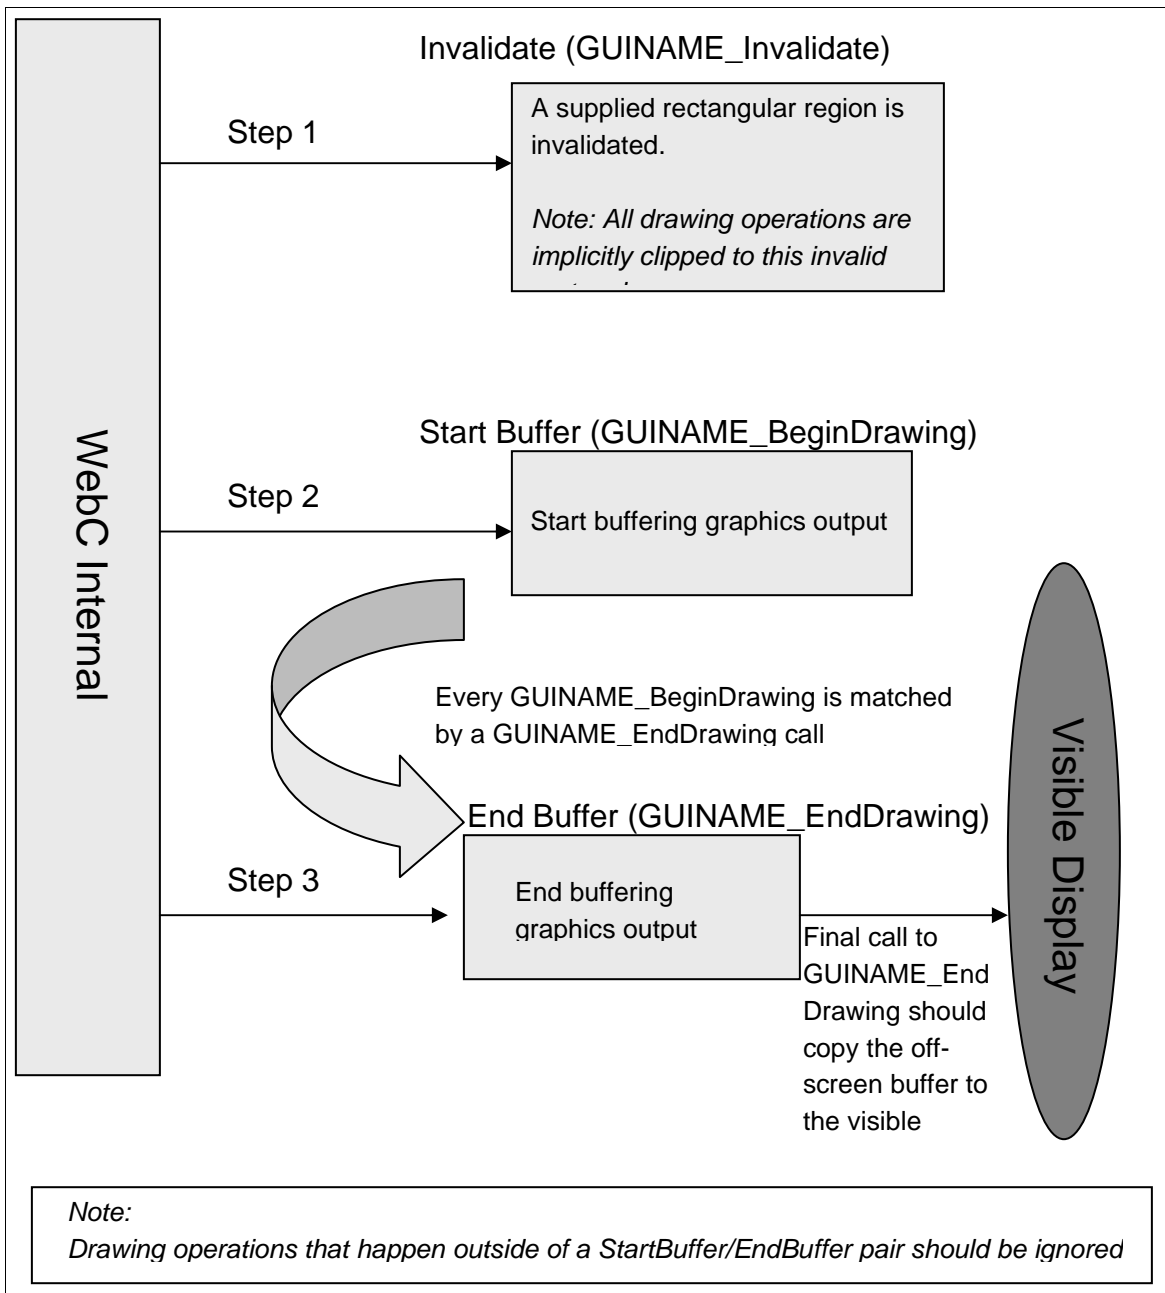 Invalidate (GUINAME_Invalidate)
Step 1
A supplied rectangular region is
invalidated.
Note: All drawing operations are
implicitly clipped to this invalid
WebC Internal
Start Buffer (GUINAME_BeginDrawing)
Step 2
Start buffering graphics output
Every GUINAME_BeginDrawing is matched
by a GUINAME_EndDrawing call
End Buffer (GUINAME_EndDrawing)
Step 3
End buffering
graphics output
Final call to
GUINAME_End
Drawing should
copy the off-
screen buffer to
the visible
Visible Display
Note:
Drawing operations that happen outside of a StartBuffer/EndBuffer pair should be ignored